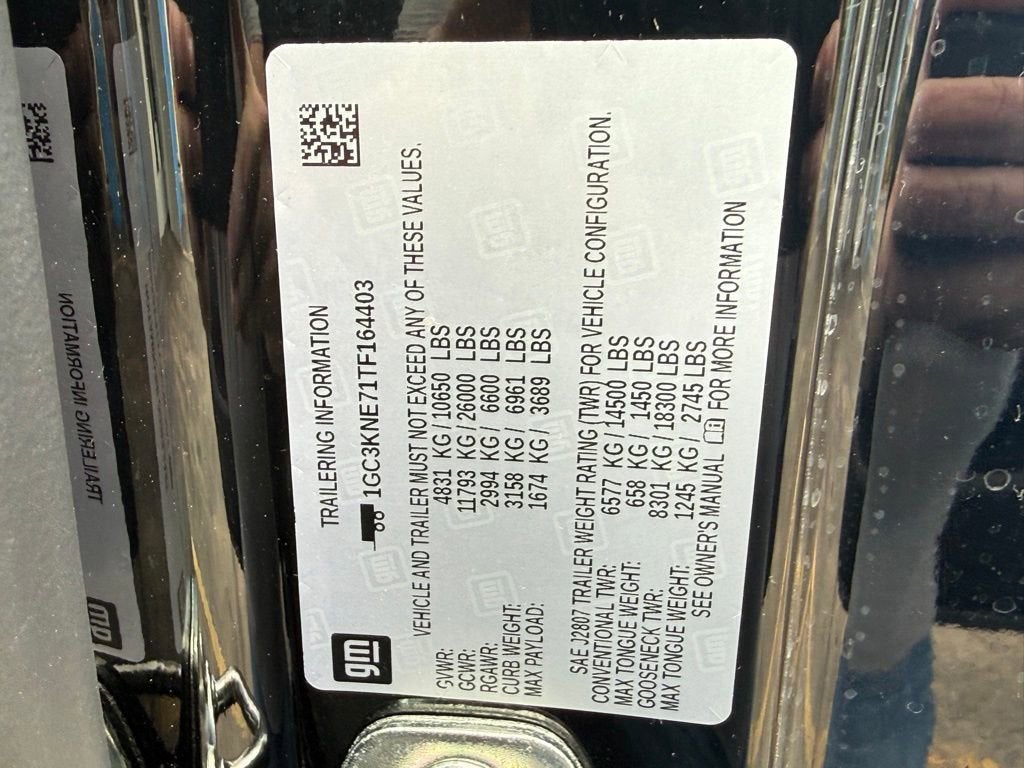 gm
TRAILERING INFORMATION
1GC3KNE71TF164403
VEHICLE AND TRAILER MUST NOT EXCEED ANY OF THESE VALUES.
GVWR: 4831 KG / 10650 LBS
GCWR: 11793 KG / 26000 LBS
RGAWR: 2994 KG / 6600 LBS
CURB WEIGHT: 3158 KG / 6961 LBS
MAX PAYLOAD: 1674 KG / 3689 LBS
SAE J2807 TRAILER WEIGHT RATING (TWR) FOR VEHICLE CONFIGURATION.
CONVENTIONAL TWR: 6577 KG / 14500 LBS
MAX TONGUE WEIGHT: 658 KG / 1450 LBS
GOOSENECK TWR: 8301 KG / 18300 LBS
MAX TONGUE WEIGHT: 1245 KG / 2745 LBS
SEE OWNER'S MANUAL FOR MORE INFORMATION
gm
TRAILERING INFORMATION